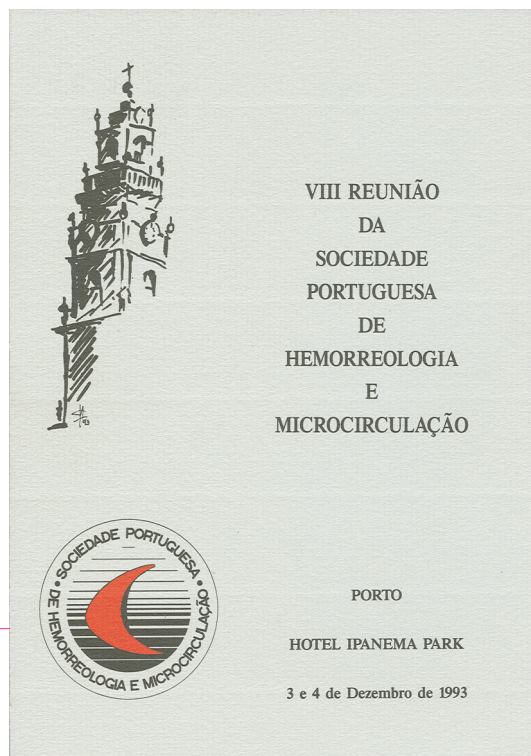 VIII REUNIÃO
DA
SOCIEDADE
PORTUGUESA
DE
HEMORREOLOGIA
E
MICROCIRCULAÇÃO
• SOCIEDADE PORTUGUESA •
DE HEMORREOLOGIA E MICROCIRCULAÇÃO
PORTO
HOTEL IPANEMA PARK
3 e 4 de Dezembro de 1993